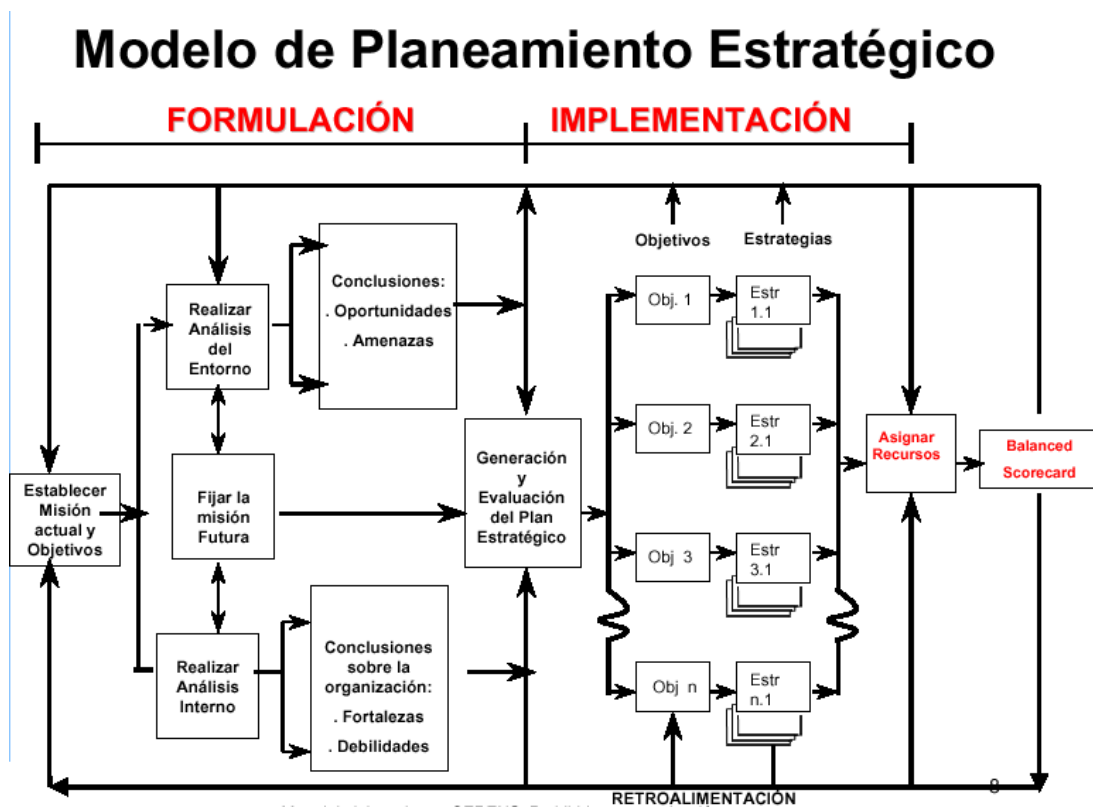 Modelo de Planeamiento Estratégico
FORMULACIÓN
IMPLEMENTACIÓN
Objetivos
Estrategias
Conclusiones:
. Oportunidades
. Amenazas
Realizar
Análisis
del
Entorno
Obj. 1
Estr
1.1
Obj. 2
Estr
2.1
Asignar
Recursos
Balanced
Scorecard
Generación
y
Evaluación
del Plan
Estratégico
Establecer
Misión
actual y
Objetivos
Fijar la
misión
Futura
Obj 3
Estr
3.1
Realizar
Análisis
Interno
Conclusiones
sobre la
organización:
. Fortalezas
. Debilidades
Obj n
Estr
n.1
RETROALIMENTACIÓN